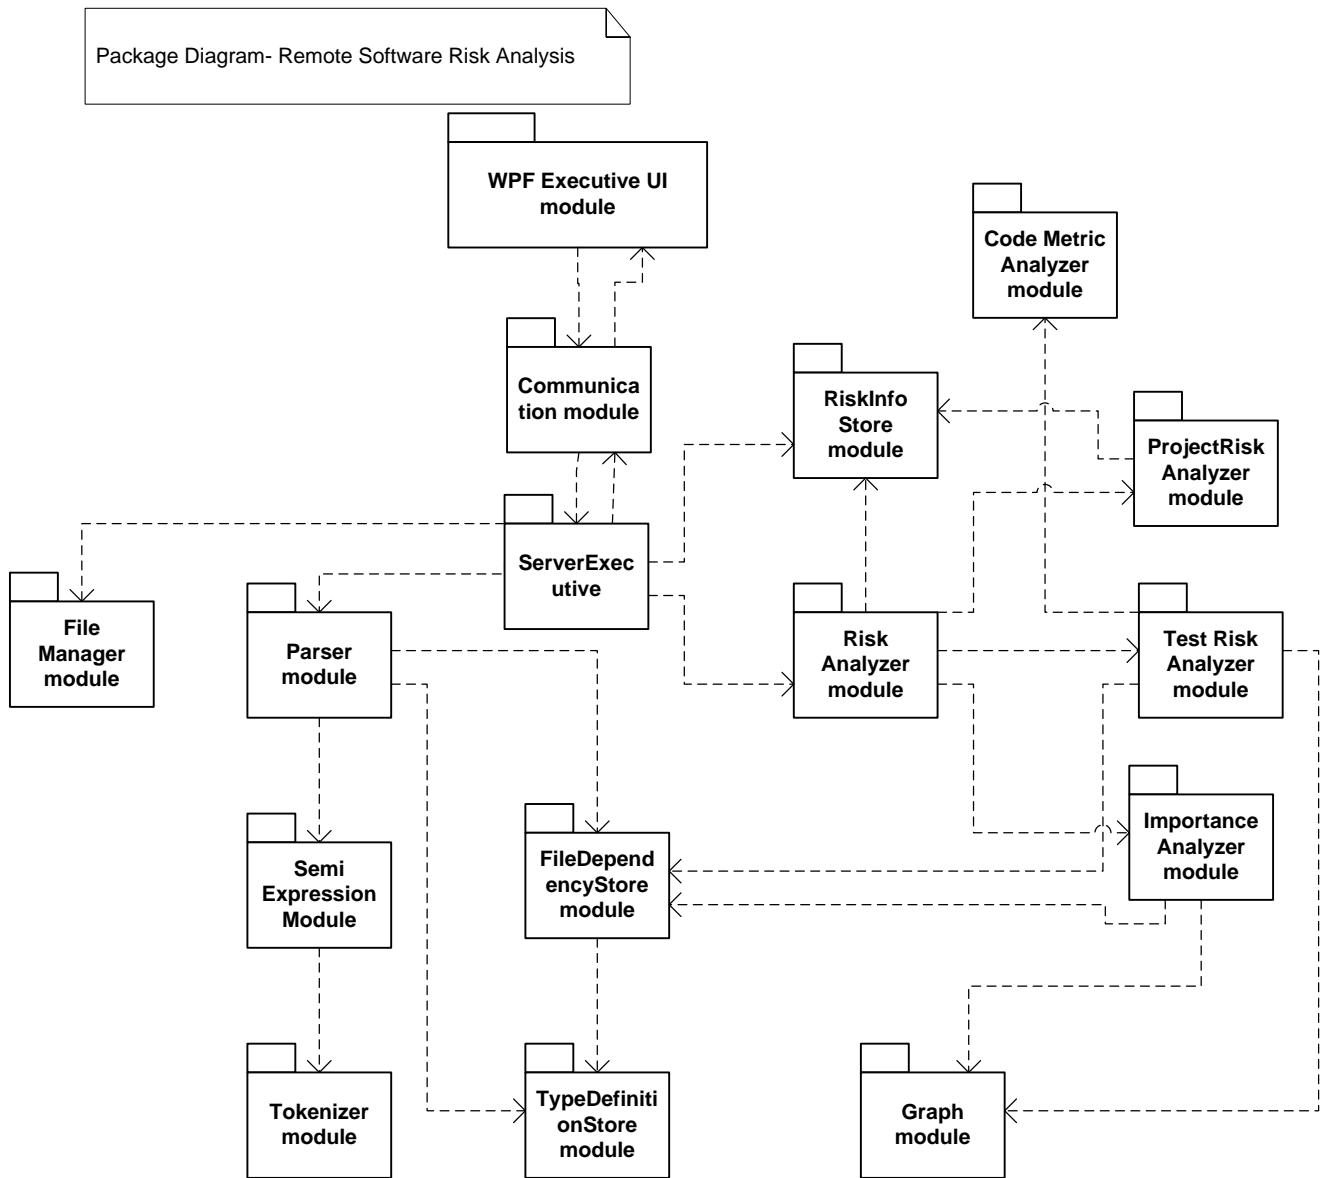 Package Diagram- Remote Software Risk Analysis
WPF Executive UI
module
Code Metric
Analyzer
module
Communica
tion module
RiskInfo
Store
module
ProjectRisk
Analyzer
module
ServerExec
utive
File
Manager
module
Parser
module
Risk
Analyzer
module
Test Risk
Analyzer
module
Semi
Expression
Module
FileDepend
encyStore
module
Importance
Analyzer
module
Tokenizer
module
TypeDefiniti
onStore
module
Graph
module